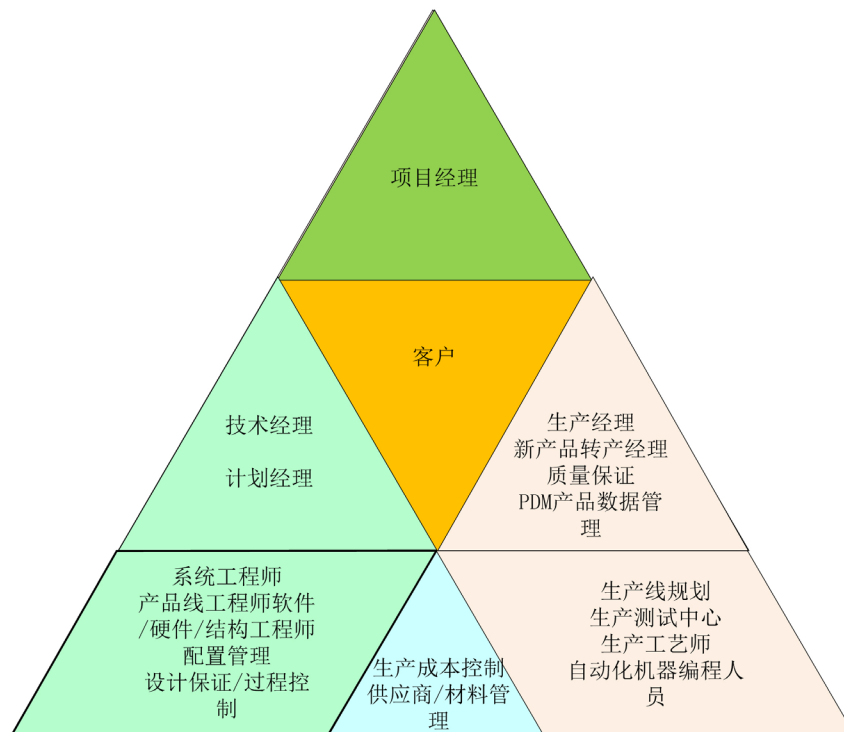 项目经理
客户
技术经理
计划经理
生产经理
新产品转产经理
质量保证
PDM产品数据管
理
系统工程师
产品线工程师软件
/硬件/结构工程师
配置管理
设计保证/过程控
制
生产成本控制
供应商/材料管
理
生产线规划
生产测试中心
生产工艺师
自动化机器编程人
员